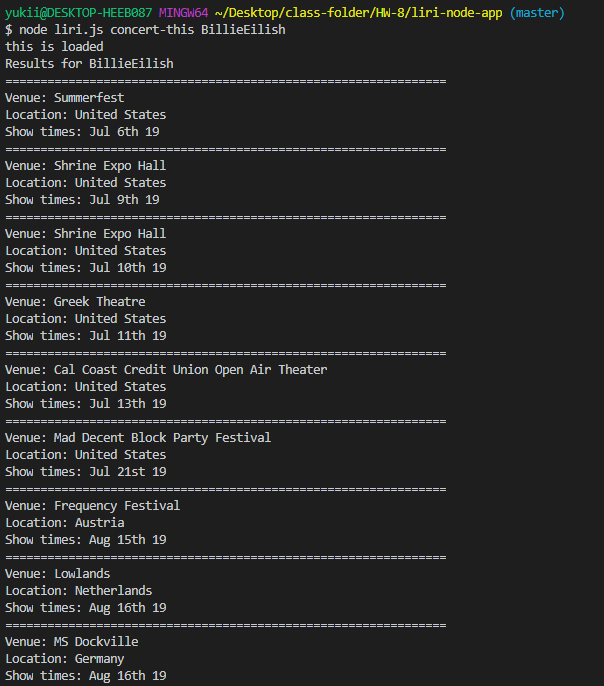 yukii@DESKTOP-HEEB087 MINGW64 ~/Desktop/class-folder/HW-8/liri-node-app (master)
$ node liri.js concert-this BillieEilish
this is loaded
Results for BillieEilish
===============================================================
Venue: Summerfest
Location: United States
Show times: Jul 6th 19
===============================================================
Venue: Shrine Expo Hall
Location: United States
Show times: Jul 9th 19
===============================================================
Venue: Shrine Expo Hall
Location: United States
Show times: Jul 10th 19
===============================================================
Venue: Greek Theatre
Location: United States
Show times: Jul 11th 19
===============================================================
Venue: Cal Coast Credit Union Open Air Theater
Location: United States
Show times: Jul 13th 19
===============================================================
Venue: Mad Decent Block Party Festival
Location: United States
Show times: Jul 21st 19
===============================================================
Venue: Frequency Festival
Location: Austria
Show times: Aug 15th 19
===============================================================
Venue: Lowlands
Location: Netherlands
Show times: Aug 16th 19
===============================================================
Venue: MS Dockville
Location: Germany
Show times: Aug 16th 19